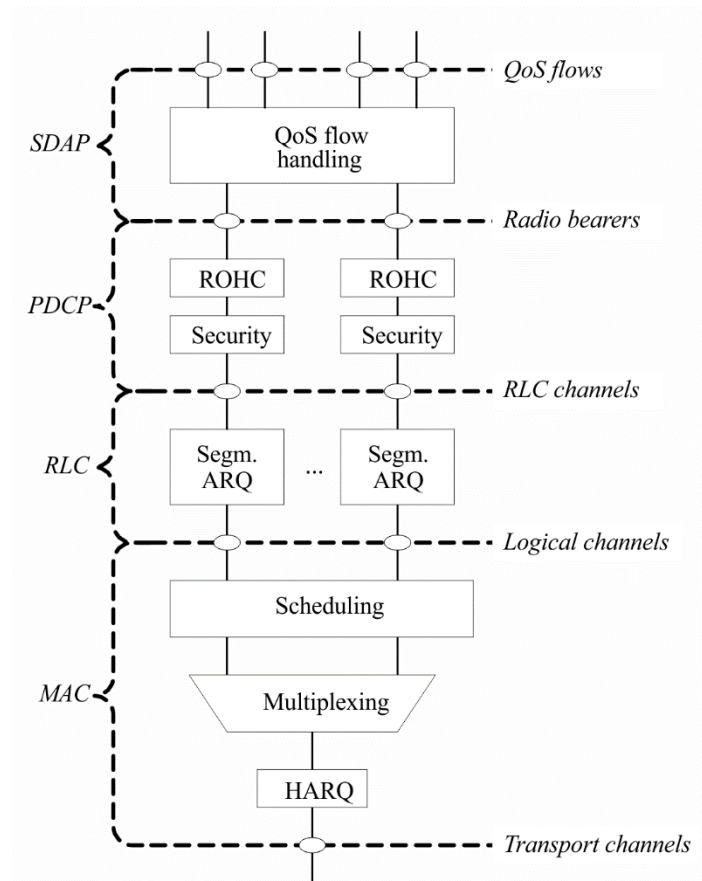 QoS flows
QoS flow
handling
SDAP
Radio bearers
ROHC ROHC
PDCP
Security Security
RLC channels
Segm. ... Segm.
ARQ ARQ
RLC
Logical channels
Scheduling
MAC
Multiplexing
HARQ
Transport channels